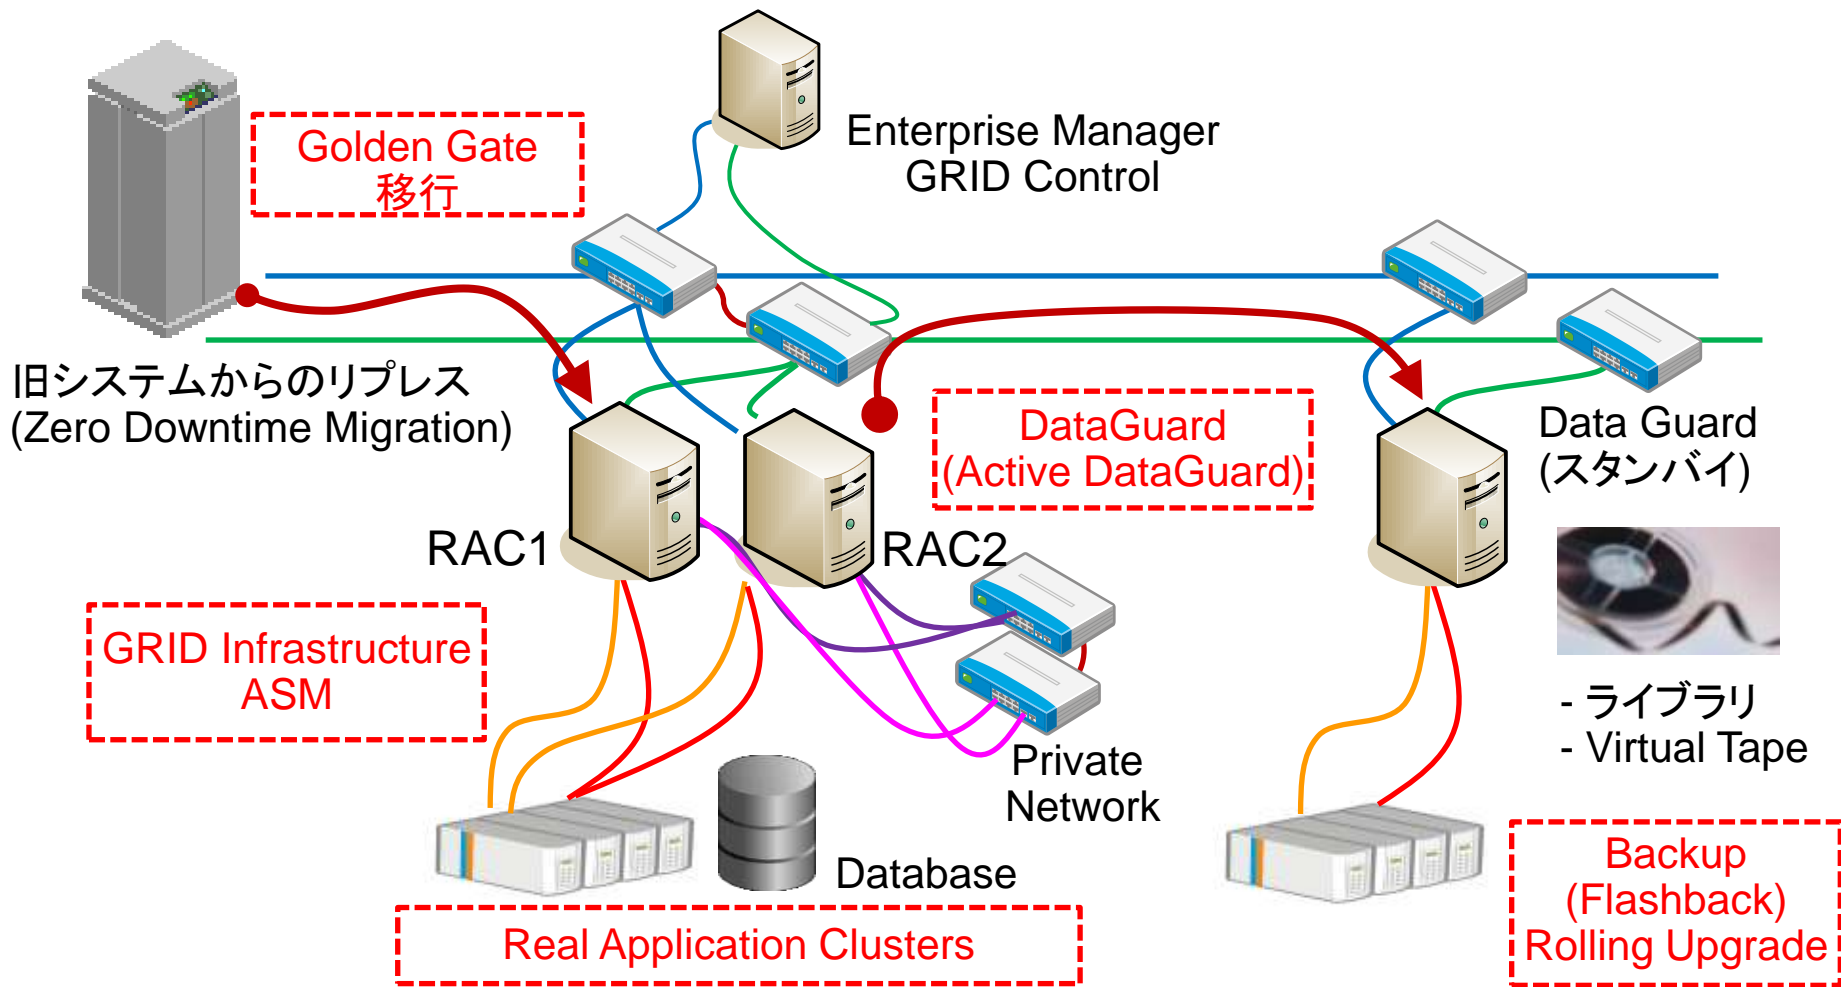 Golden Gate
移行
Enterprise Manager
GRID Control
旧システムからのリプレス
(Zero Downtime Migration)
DataGuard
(Active DataGuard)
Data Guard
(スタンバイ)
RAC1
RAC2
GRID Infrastructure
ASM
- ライブラリ
- Virtual Tape
Private
Network
Database
Real Application Clusters
Backup
(Flashback)
Rolling Upgrade